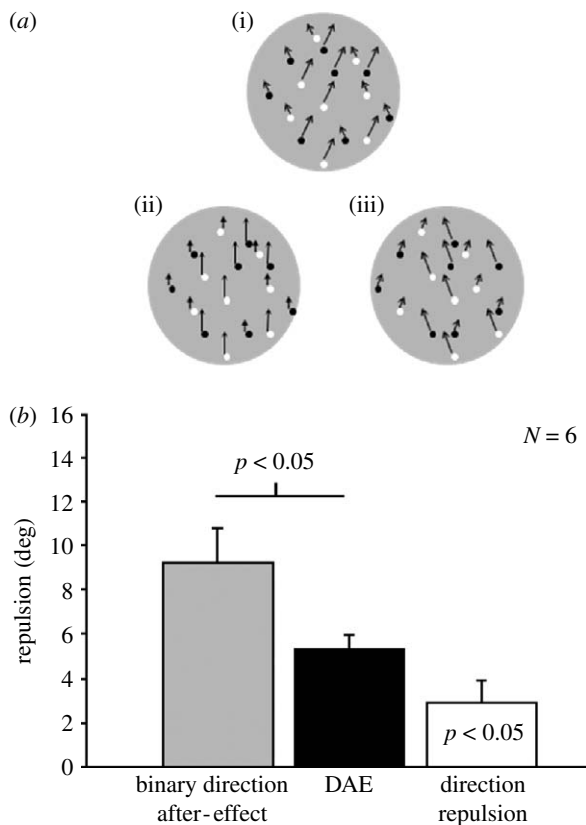 (a)
(i)
(ii)
(iii)
(b)
16
14
12
10
8
6
4
2
0
repulsion (deg)
N = 6
p < 0.05
p < 0.05
binary direction
after-effect
DAE
direction
repulsion